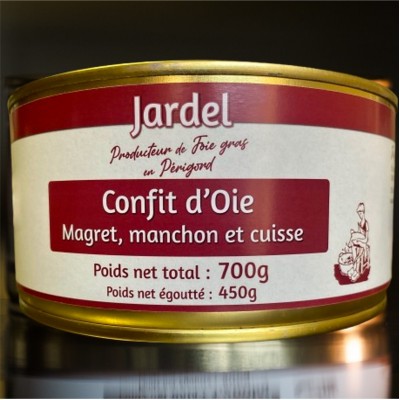 Jardel
Producteur de Foie gras
en Périgord
Confit d'Oie
Magret, manchon et cuisse
Poids net total : 700g
Poids net égoutté : 450g